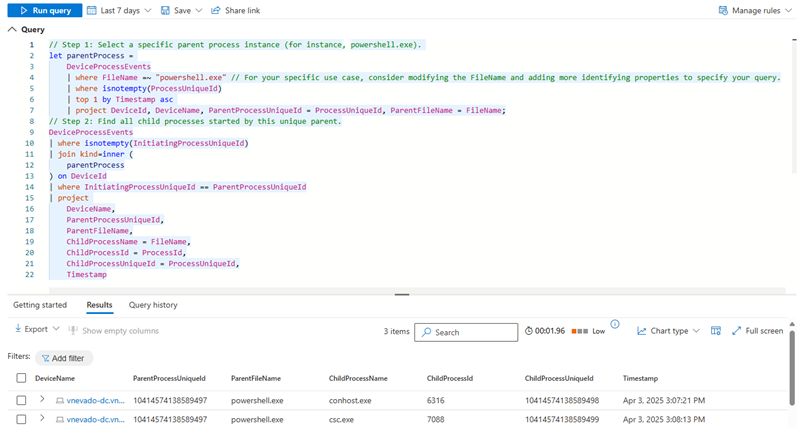 Run query
Last 7 days
Save
Share link
Manage rules
Query
1 // Step 1: Select a specific parent process instance (for instance, powershell.exe).
2 let parentProcess =
3 DeviceProcessEvents
4 | where FileName =~ "powershell.exe" // For your specific use case, consider modifying the FileName and adding more identifying properties to specify your query.
5 | where isnotempty(ProcessUniqueId)
6 | top 1 by Timestamp asc
7 | project DeviceId, DeviceName, ParentProcessUniqueId = ProcessUniqueId, ParentFileName = FileName;
8 // Step 2: Find all child processes started by this unique parent.
9 DeviceProcessEvents
10 | where isnotempty(InitiatingProcessUniqueId)
11 | join kind=inner (
12 parentProcess
13 ) on DeviceId
14 | where InitiatingProcessUniqueId == ParentProcessUniqueId
15 | project
16 DeviceName,
17 ParentProcessUniqueId,
18 ParentFileName,
19 ChildProcessName = FileName,
20 ChildProcessId = ProcessId,
21 ChildProcessUniqueId = ProcessUniqueId,
22 Timestamp
Getting started Results Query history
Export Show empty columns 3 items Search 00:01.96 Low Chart type Full screen
Filters: Add filter
DeviceName ParentProcessUniqueId ParentFileName ChildProcessName ChildProcessId ChildProcessUniqueId Timestamp
vnevado-dc.vn... 10414574138589497 powershell.exe conhost.exe 6316 10414574138589498 Apr 3, 2025 3:07:21 PM
vnevado-dc.vn... 10414574138589497 powershell.exe csc.exe 7088 10414574138589499 Apr 3, 2025 3:08:13 PM